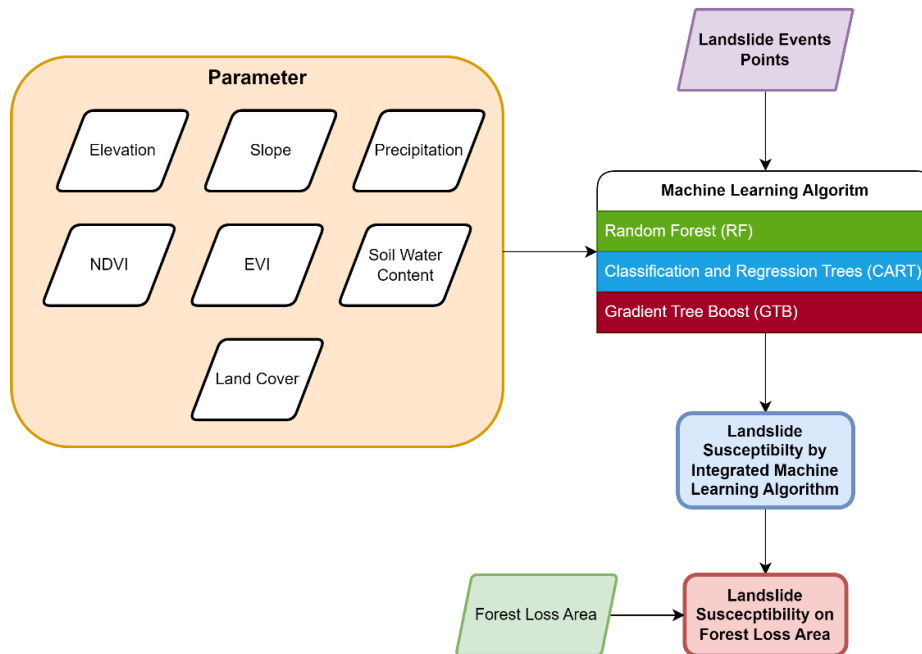 Parameter
Elevation
Slope
Precipitation
NDVI
EVI
Soil Water
Content
Land Cover
Landslide Events
Points
Machine Learning Algoritm
Random Forest (RF)
Classification and Regression Trees (CART)
Gradient Tree Boost (GTB)
Landslide
Susceptibilty by
Integrated Machine
Learning Algorithm
Forest Loss Area
Landslide
Susceceptibility on
Forest Loss Area